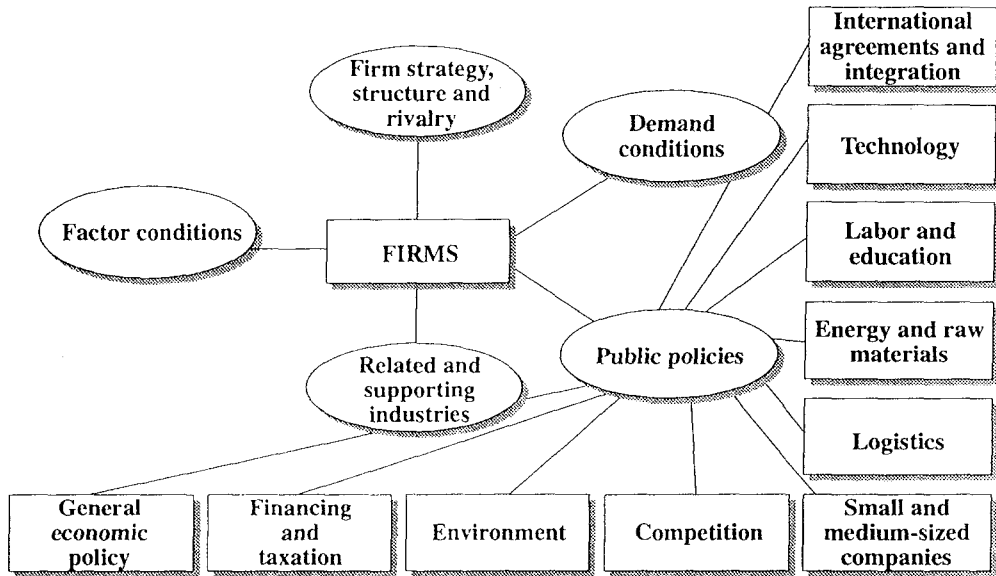 International
agreements and
integration
Firm strategy,
structure and
rivalry
Demand
conditions
Technology
Factor conditions
FIRMS
Labor and
education
Public policies
Energy and raw
materials
Related and
supporting
industries
Logistics
General
economic
policy
Financing
and
taxation
Environment
Competition
Small and
medium-sized
companies